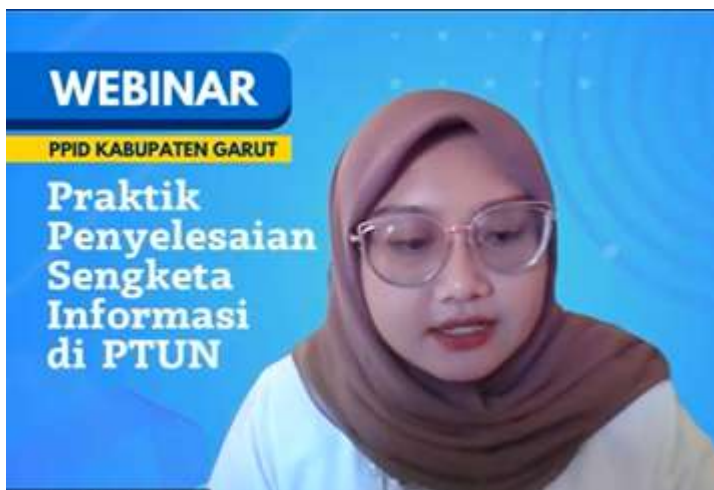 WEBINAR
PPID KABUPATEN GARUT
Praktik
Penyelesaian
Sengketa
Informasi
di PTUN